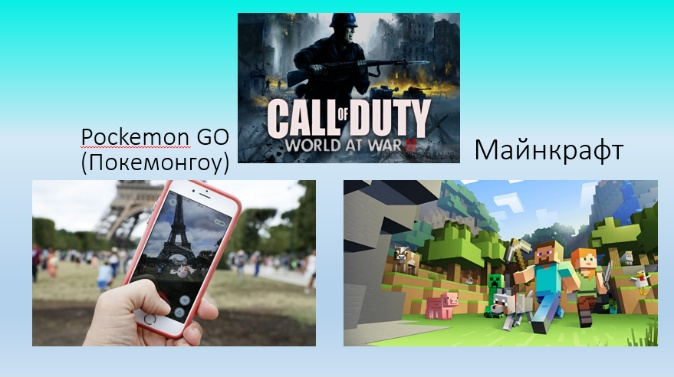 CALL OF DUTY
WORLD AT WAR II
Pockemon GO
(Покемонгоу)
Майнкрафт